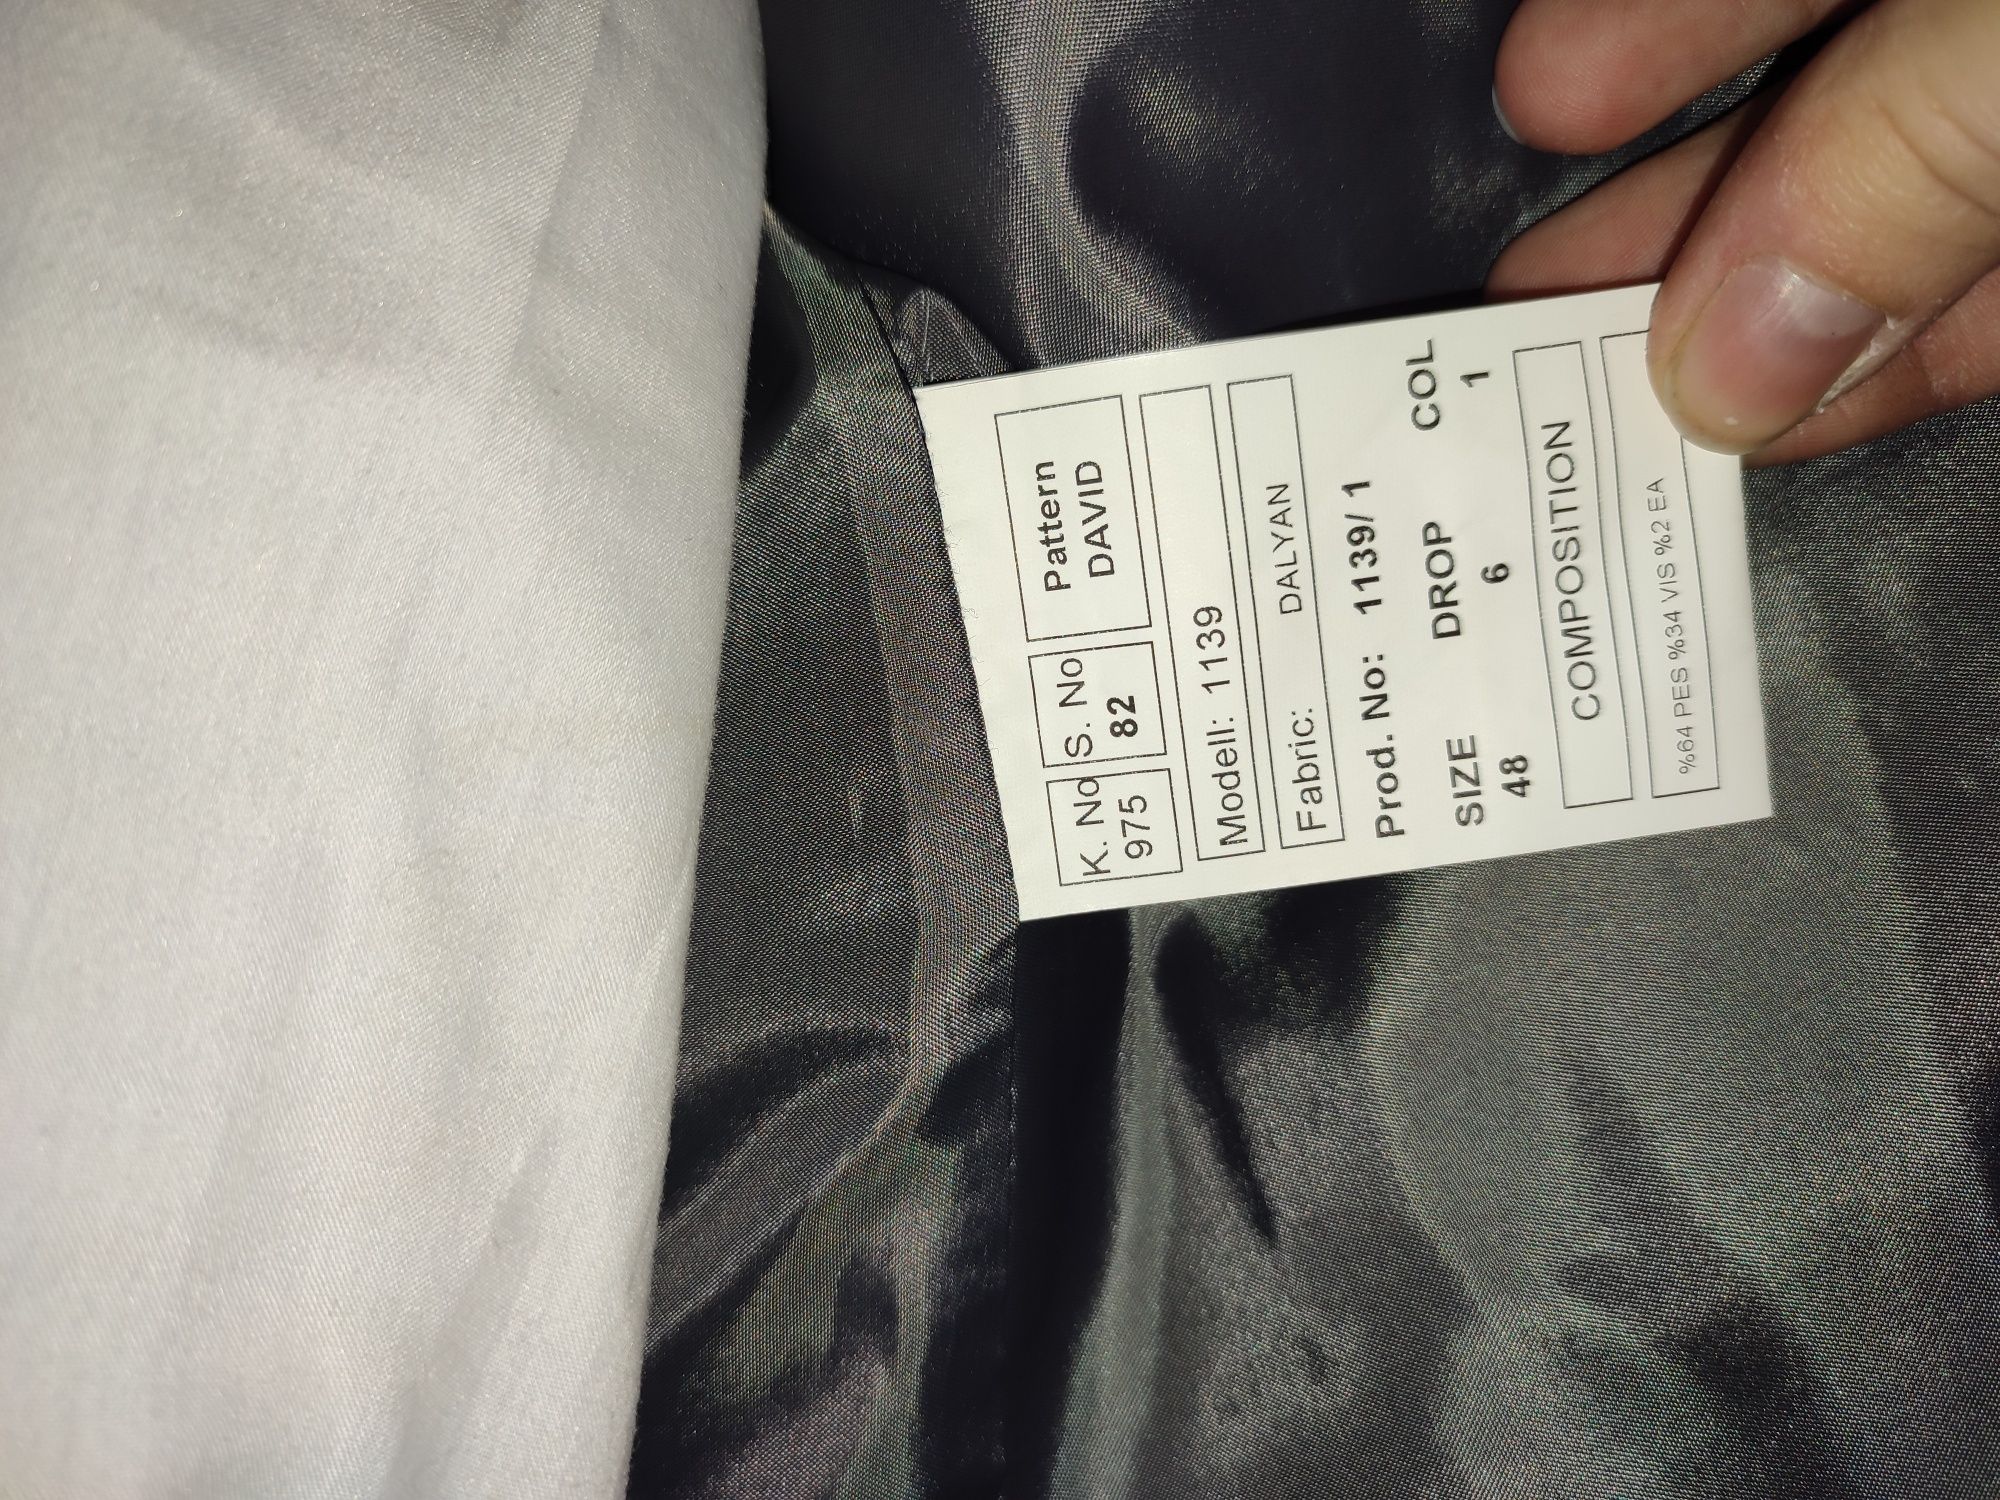 K. No S. No Pattern
975 82 DAVID
Modell: 1139
Fabric: DALYAN
Prod. No: 1139/ 1
SIZE DROP COL
48 6 1
COMPOSITION
%64 PES %34 VIS %2 EA